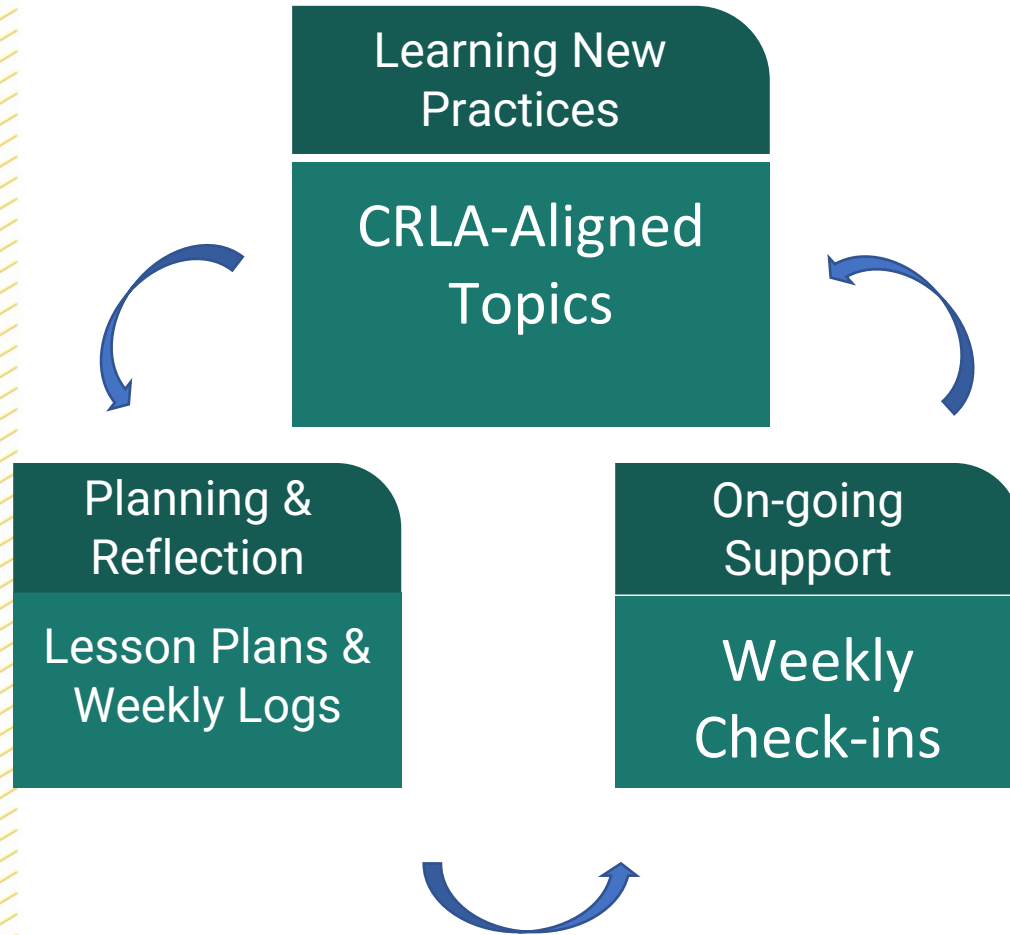 Learning New
Practices
CRLA-Aligned
Topics
Planning &
Reflection
Lesson Plans &
Weekly Logs
On-going
Support
Weekly
Check-ins